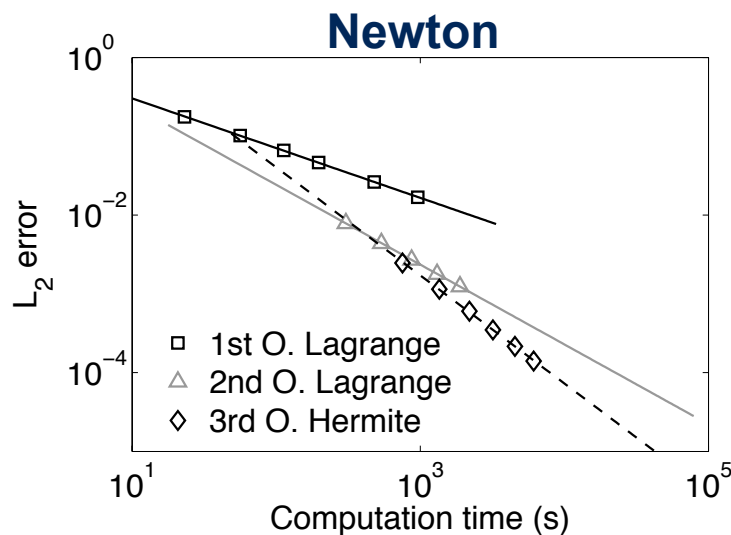 Newton
10^0
10^-2
10^-4
L_2 error
1st O. Lagrange
2nd O. Lagrange
3rd O. Hermite
10^1
10^3
10^5
Computation time (s)